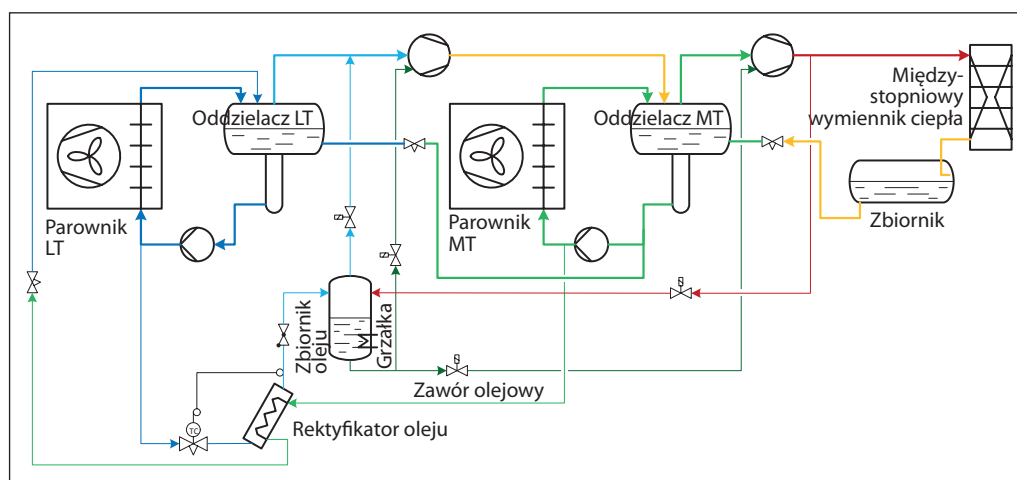 Oddzielacz LT
Parownik
LT
Oddzielacz MT
Parownik
MT
Między-
stopniowy
wymiennik ciepła
Zbiornik
Zbiornik
oleju
Grzałka
Zawór olejowy
TC
Rektyfikator oleju